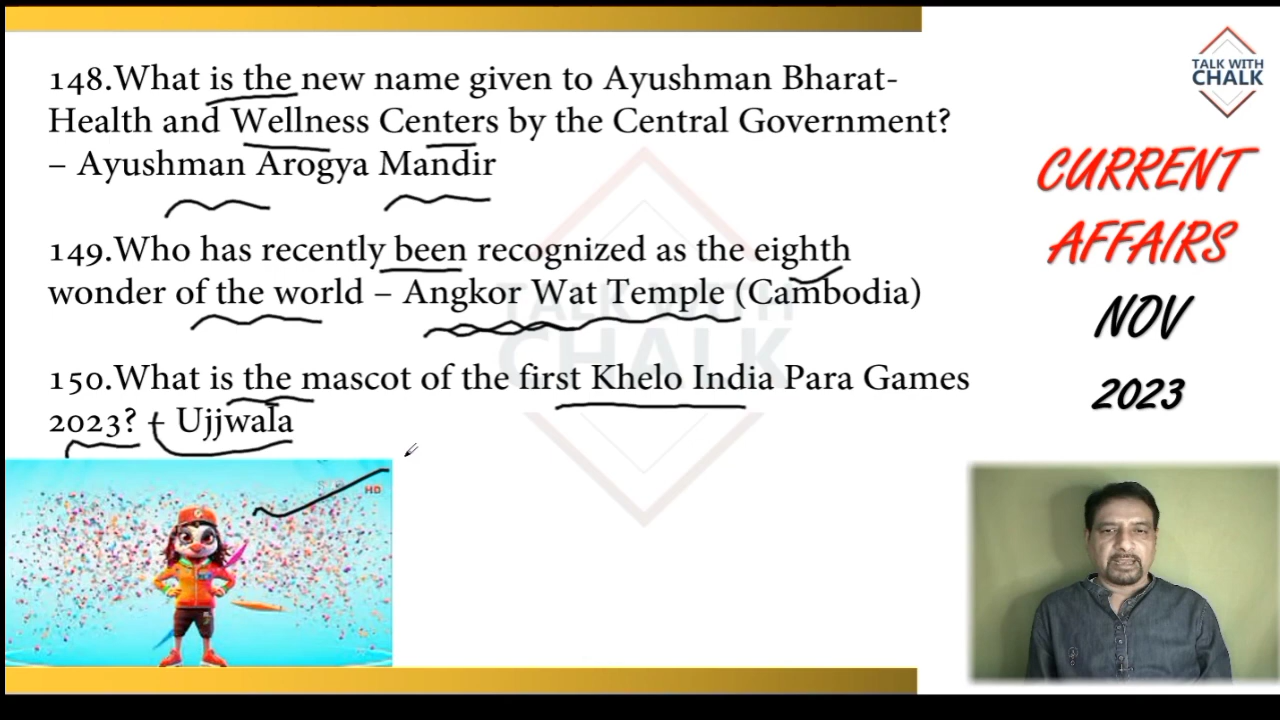 148.What is the new name given to Ayushman Bharat-
Health and Wellness Centers by the Central Government?
– Ayushman Arogya Mandir
149.Who has recently been recognized as the eighth
wonder of the world – Angkor Wat Temple (Cambodia)
150.What is the mascot of the first Khelo India Para Games
2023? – Ujjwala
TALK WITH
CHALK
CURRENT
AFFAIRS
NOV
2023
TALK WITH
CHALK
HD